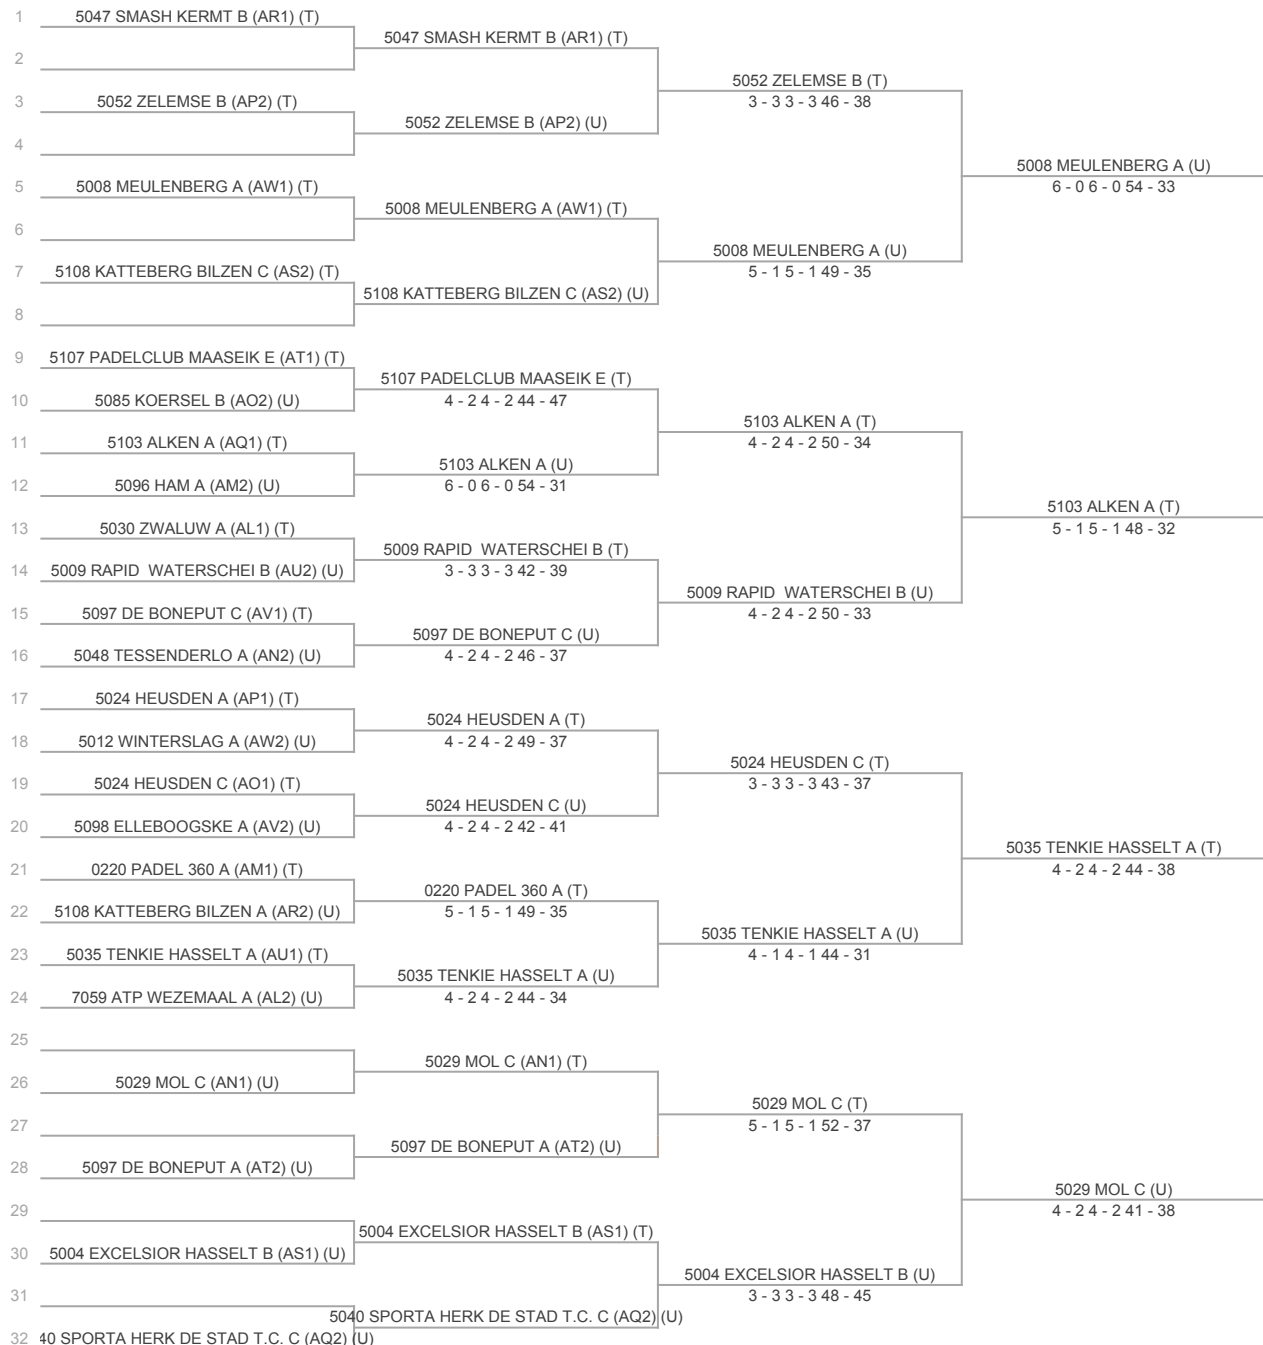 1 5047 SMASH KERMT B (AR1) (T)
5047 SMASH KERMT B (AR1) (T)
2
5052 ZELEMSE B (T)
3 - 3 3 - 3 46 - 38
3 5052 ZELEMSE B (AP2) (T)
5052 ZELEMSE B (AP2) (U)
4
5008 MEULENBERG A (U)
6 - 0 6 - 0 54 - 33
5 5008 MEULENBERG A (AW1) (T)
5008 MEULENBERG A (AW1) (T)
6
5008 MEULENBERG A (U)
5 - 1 5 - 1 49 - 35
7 5108 KATTEBERG BILZEN C (AS2) (T)
5108 KATTEBERG BILZEN C (AS2) (U)
8
9 5107 PADELCLUB MAASEIK E (AT1) (T)
5107 PADELCLUB MAASEIK E (T)
4 - 2 4 - 2 44 - 47
10 5085 KOERSEL B (AO2) (U)
5103 ALKEN A (T)
4 - 2 4 - 2 50 - 34
11 5103 ALKEN A (AQ1) (T)
5103 ALKEN A (U)
6 - 0 6 - 0 54 - 31
12 5096 HAM A (AM2) (U)
5103 ALKEN A (T)
5 - 1 5 - 1 48 - 32
13 5030 ZWALUW A (AL1) (T)
5009 RAPID  WATERSCHEI B (T)
3 - 3 3 - 3 42 - 39
14 5009 RAPID  WATERSCHEI B (AU2) (U)
5009 RAPID  WATERSCHEI B (U)
4 - 2 4 - 2 50 - 33
15 5097 DE BONEPUT C (AV1) (T)
5097 DE BONEPUT C (U)
4 - 2 4 - 2 46 - 37
16 5048 TESSENDERLO A (AN2) (U)
17 5024 HEUSDEN A (AP1) (T)
5024 HEUSDEN A (T)
4 - 2 4 - 2 49 - 37
18 5012 WINTERSLAG A (AW2) (U)
5024 HEUSDEN C (T)
3 - 3 3 - 3 43 - 37
19 5024 HEUSDEN C (AO1) (T)
5024 HEUSDEN C (U)
4 - 2 4 - 2 42 - 41
20 5098 ELLEBOOGSKE A (AV2) (U)
5035 TENKIE HASSELT A (T)
4 - 2 4 - 2 44 - 38
21 0220 PADEL 360 A (AM1) (T)
0220 PADEL 360 A (T)
5 - 1 5 - 1 49 - 35
22 5108 KATTEBERG BILZEN A (AR2) (U)
5035 TENKIE HASSELT A (U)
4 - 1 4 - 1 44 - 31
23 5035 TENKIE HASSELT A (AU1) (T)
5035 TENKIE HASSELT A (U)
4 - 2 4 - 2 44 - 34
24 7059 ATP WEZEMAAL A (AL2) (U)
25
5029 MOL C (AN1) (T)
26 5029 MOL C (AN1) (U)
5029 MOL C (T)
5 - 1 5 - 1 52 - 37
27
5097 DE BONEPUT A (AT2) (U)
28 5097 DE BONEPUT A (AT2) (U)
5029 MOL C (U)
4 - 2 4 - 2 41 - 38
29
5004 EXCELSIOR HASSELT B (AS1) (T)
30 5004 EXCELSIOR HASSELT B (AS1) (U)
5004 EXCELSIOR HASSELT B (U)
3 - 3 3 - 3 48 - 45
31
5040 SPORTA HERK DE STAD T.C. C (AQ2) (U)
32 40 SPORTA HERK DE STAD T.C. C (AQ2) (U)